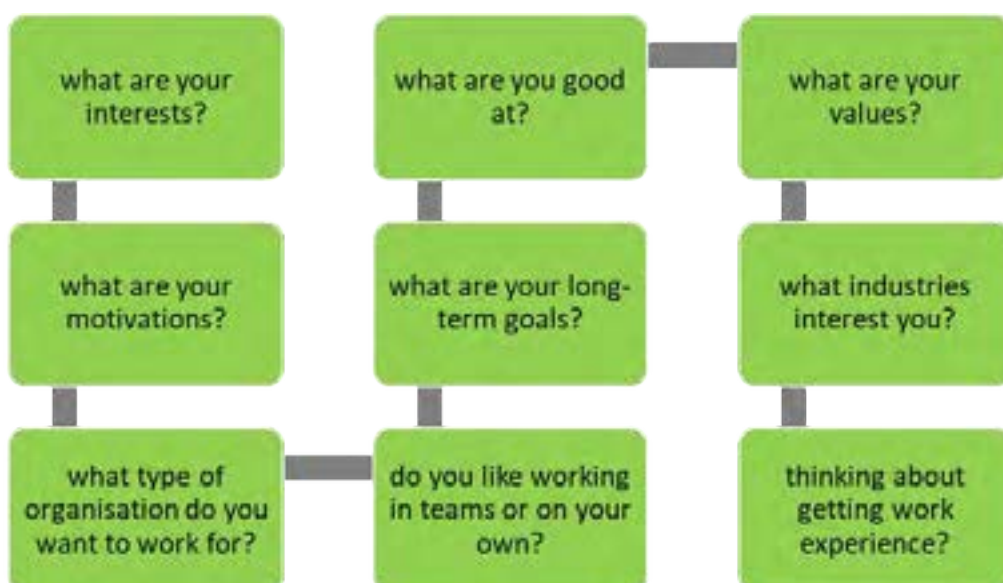 what are your
interests?
what are your
motivations?
what type of
organisation do you
want to work for?
do you like working
in teams or on your
own?
what are your long-
term goals?
what are you good
at?
what are your
values?
what industries
interest you?
thinking about
getting work
experience?